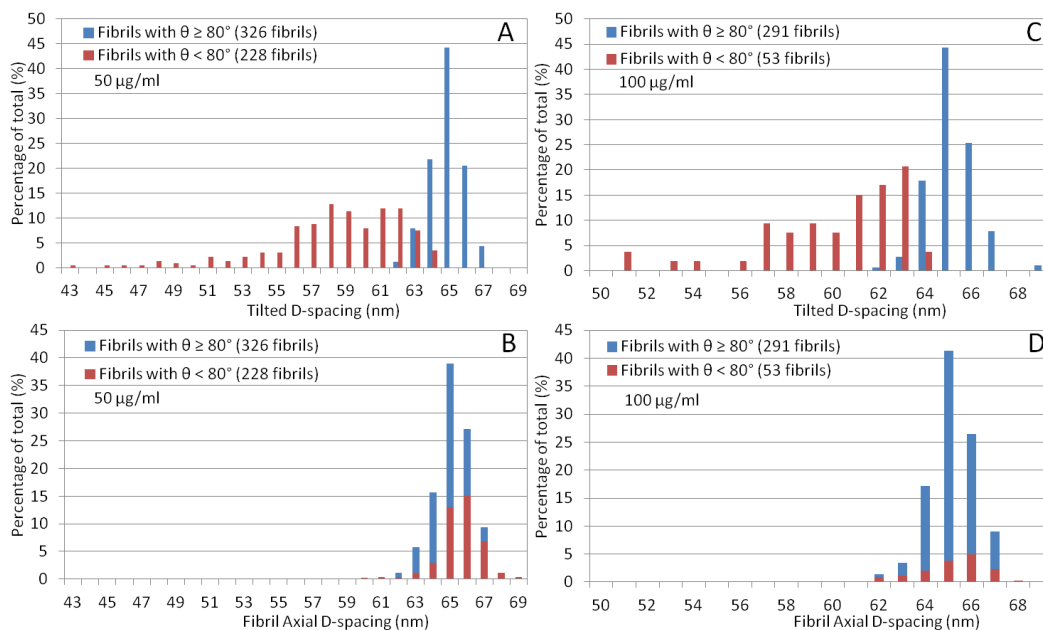 A
Fibrils with θ ≥ 80° (326 fibrils)
Fibrils with θ < 80° (228 fibrils)
50 µg/ml
Percentage of total (%)
50
45
40
35
30
25
20
15
10
5
0
43 45 47 49 51 53 55 57 59 61 63 65 67 69
Tilted D-spacing (nm)
C
Fibrils with θ ≥ 80° (291 fibrils)
Fibrils with θ < 80° (53 fibrils)
100 µg/ml
Percentage of total (%)
50
45
40
35
30
25
20
15
10
5
0
50 52 54 56 58 60 62 64 66 68
Tilted D-spacing (nm)
B
Fibrils with θ ≥ 80° (326 fibrils)
Fibrils with θ < 80° (228 fibrils)
50 µg/ml
Percentage of total (%)
45
40
35
30
25
20
15
10
5
0
43 45 47 49 51 53 55 57 59 61 63 65 67 69
Fibril Axial D-spacing (nm)
D
Fibrils with θ ≥ 80° (291 fibrils)
Fibrils with θ < 80° (53 fibrils)
100 µg/ml
Percentage of total (%)
45
40
35
30
25
20
15
10
5
0
50 52 54 56 58 60 62 64 66 68
Fibril Axial D-spacing (nm)